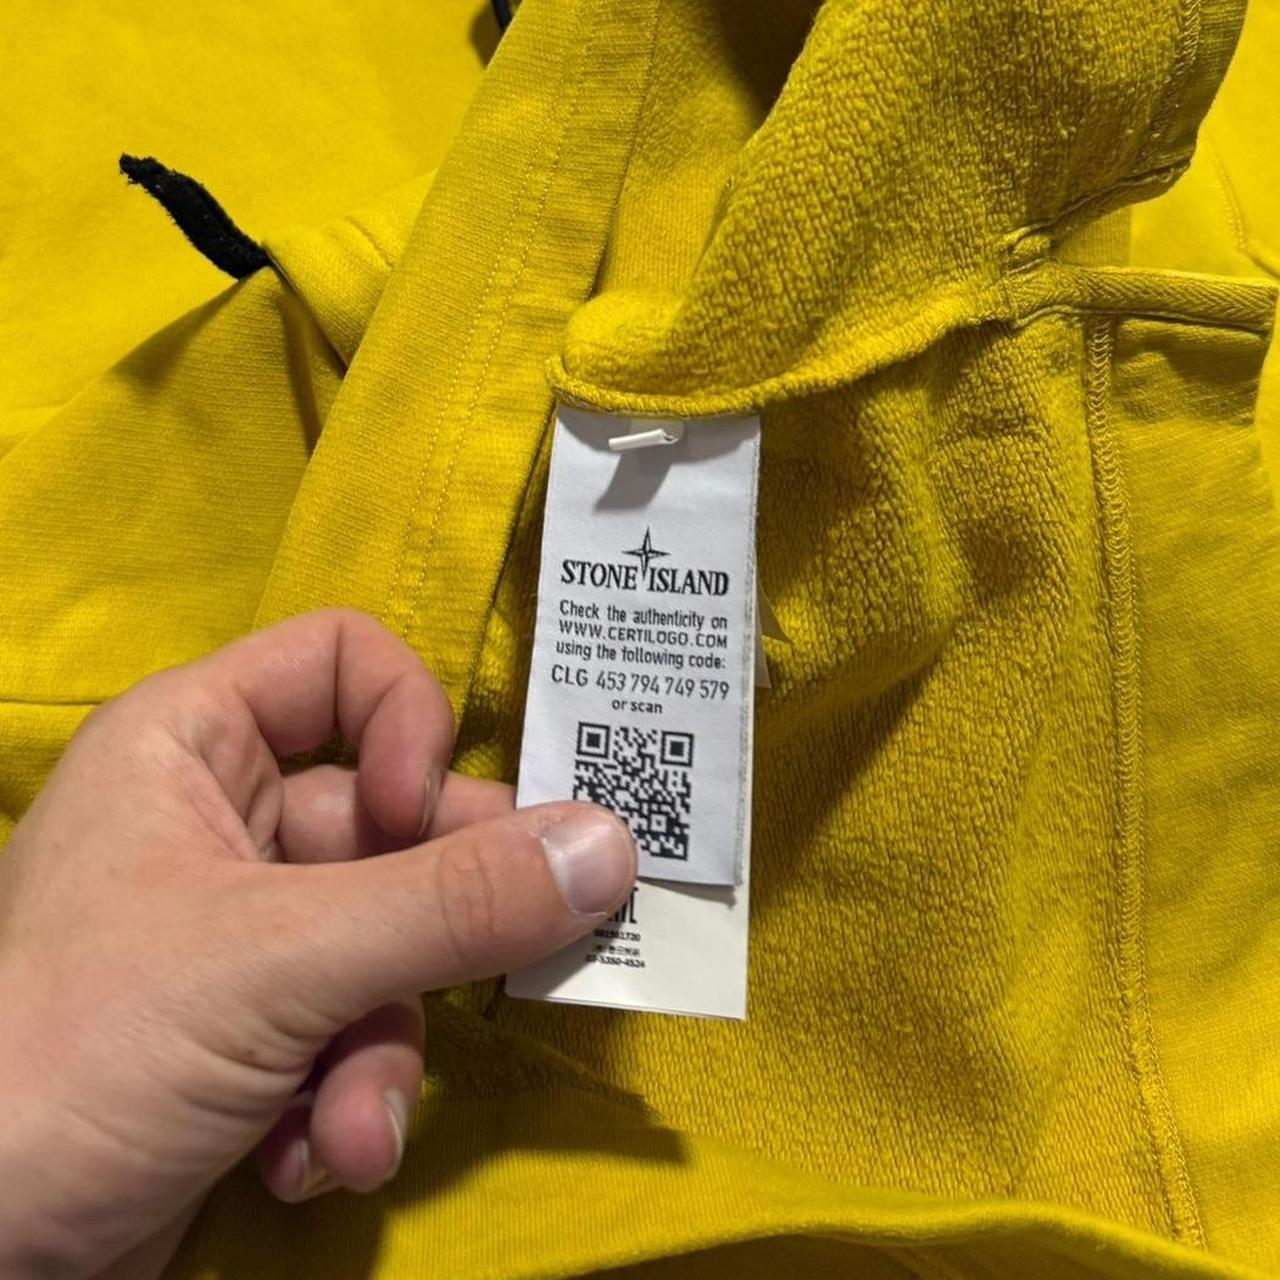 STONE ISLAND
Check the authenticity on
WWW.CERTILOGO.COM
using the following code:
CLG 453 794 749 579
or scan